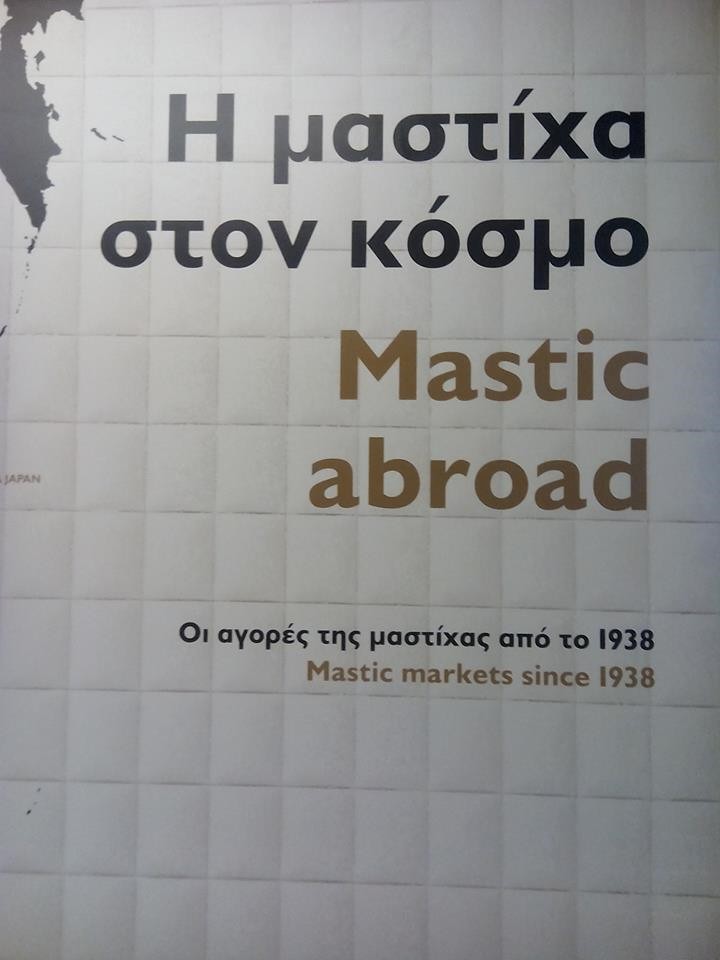 Η μαστίχα
στον κόσμο
Mastic
abroad
JAPAN
Οι αγορές της μαστίχας από το 1938
Mastic markets since 1938